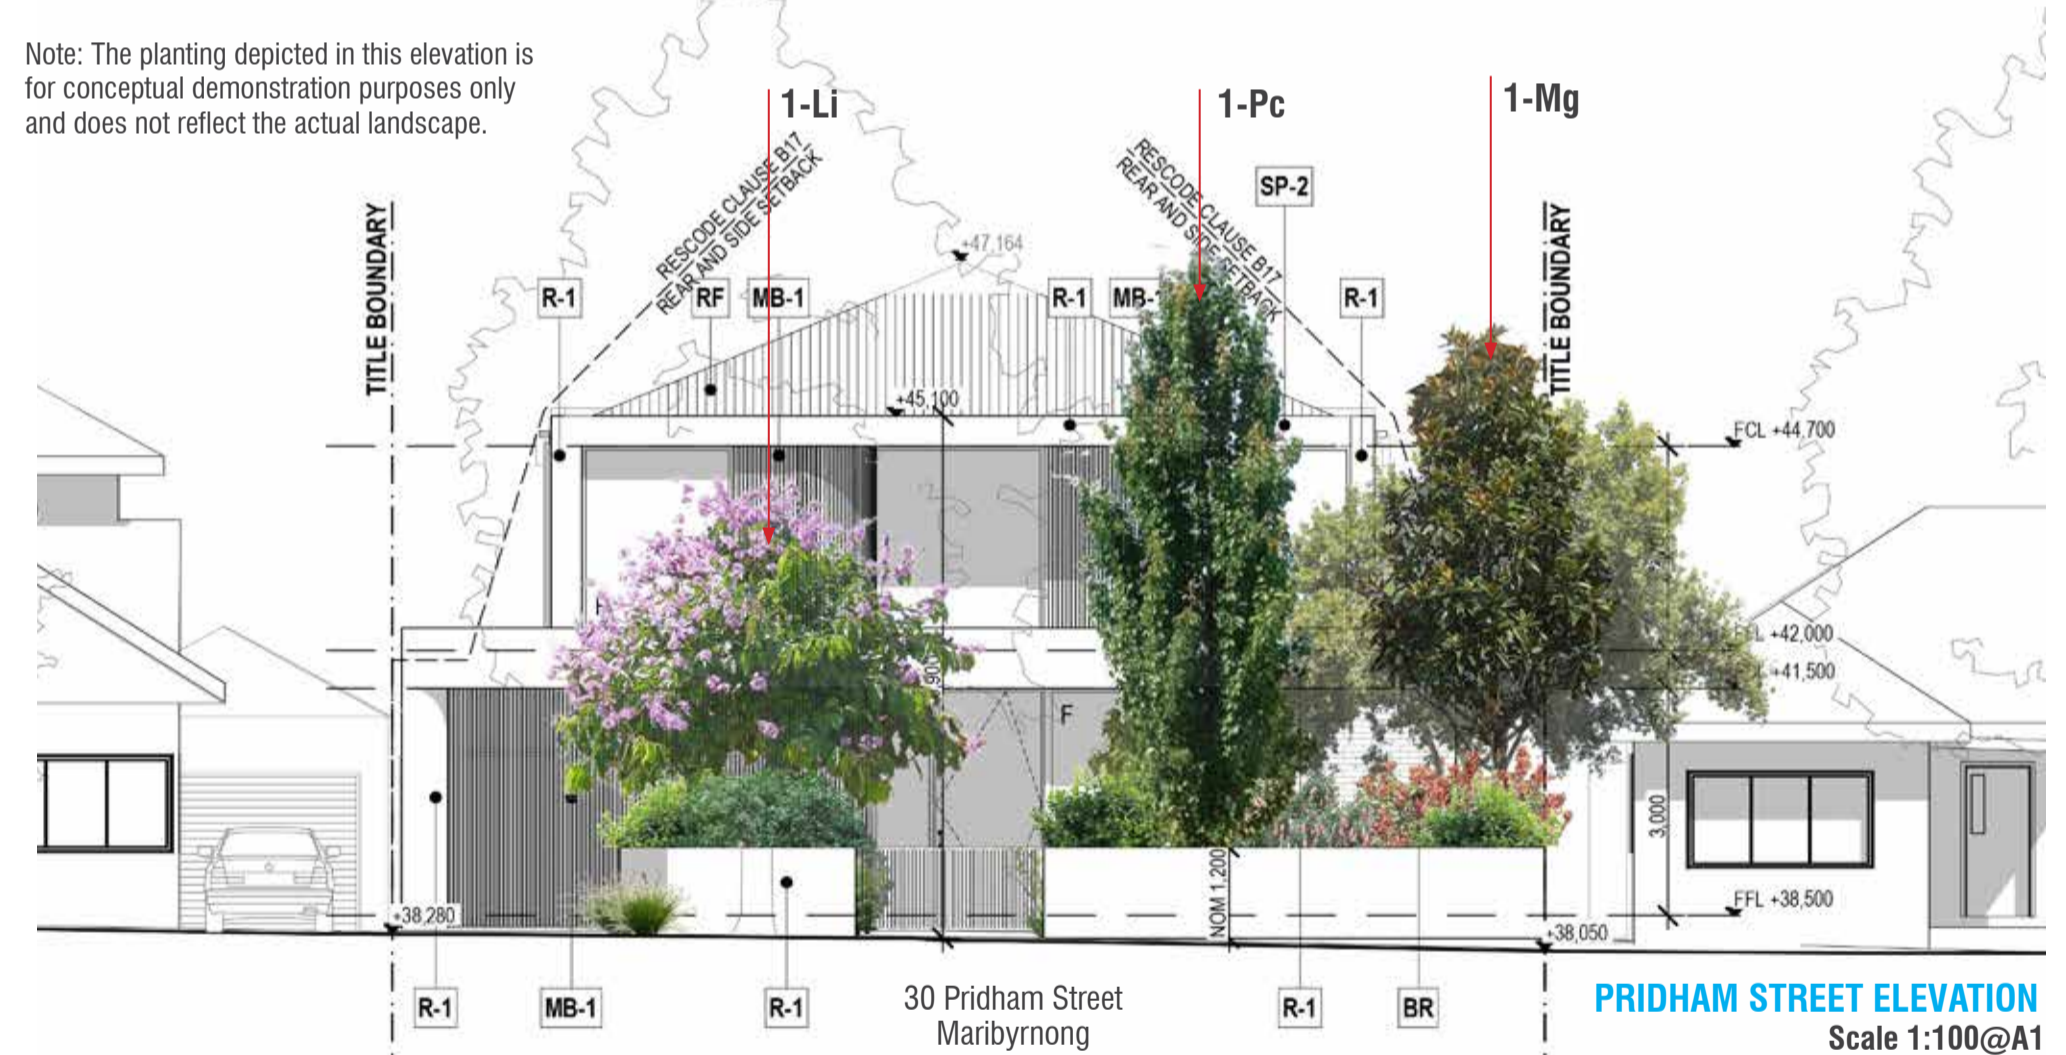 Note: The planting depicted in this elevation is
for conceptual demonstration purposes only
and does not reflect the actual landscape.
1-Li
1-Pc
1-Mg
RESCODE CLAUSE B17
REAR AND SIDE SETBACK
RESCODE CLAUSE B17
REAR AND SIDE SETBACK
SP-2
TITLE BOUNDARY
TITLE BOUNDARY
+47,164
R-1
RF
MB-1
R-1
MB-
R-1
+45,100
FCL +44,700
+42,000
+41,500
F
3,000
FFL +38,500
NOM 1,200
+38,280
+38,050
R-1
MB-1
R-1
30 Pridham Street
Maribyrnong
R-1
BR
PRIDHAM STREET ELEVATION
Scale 1:100@A1